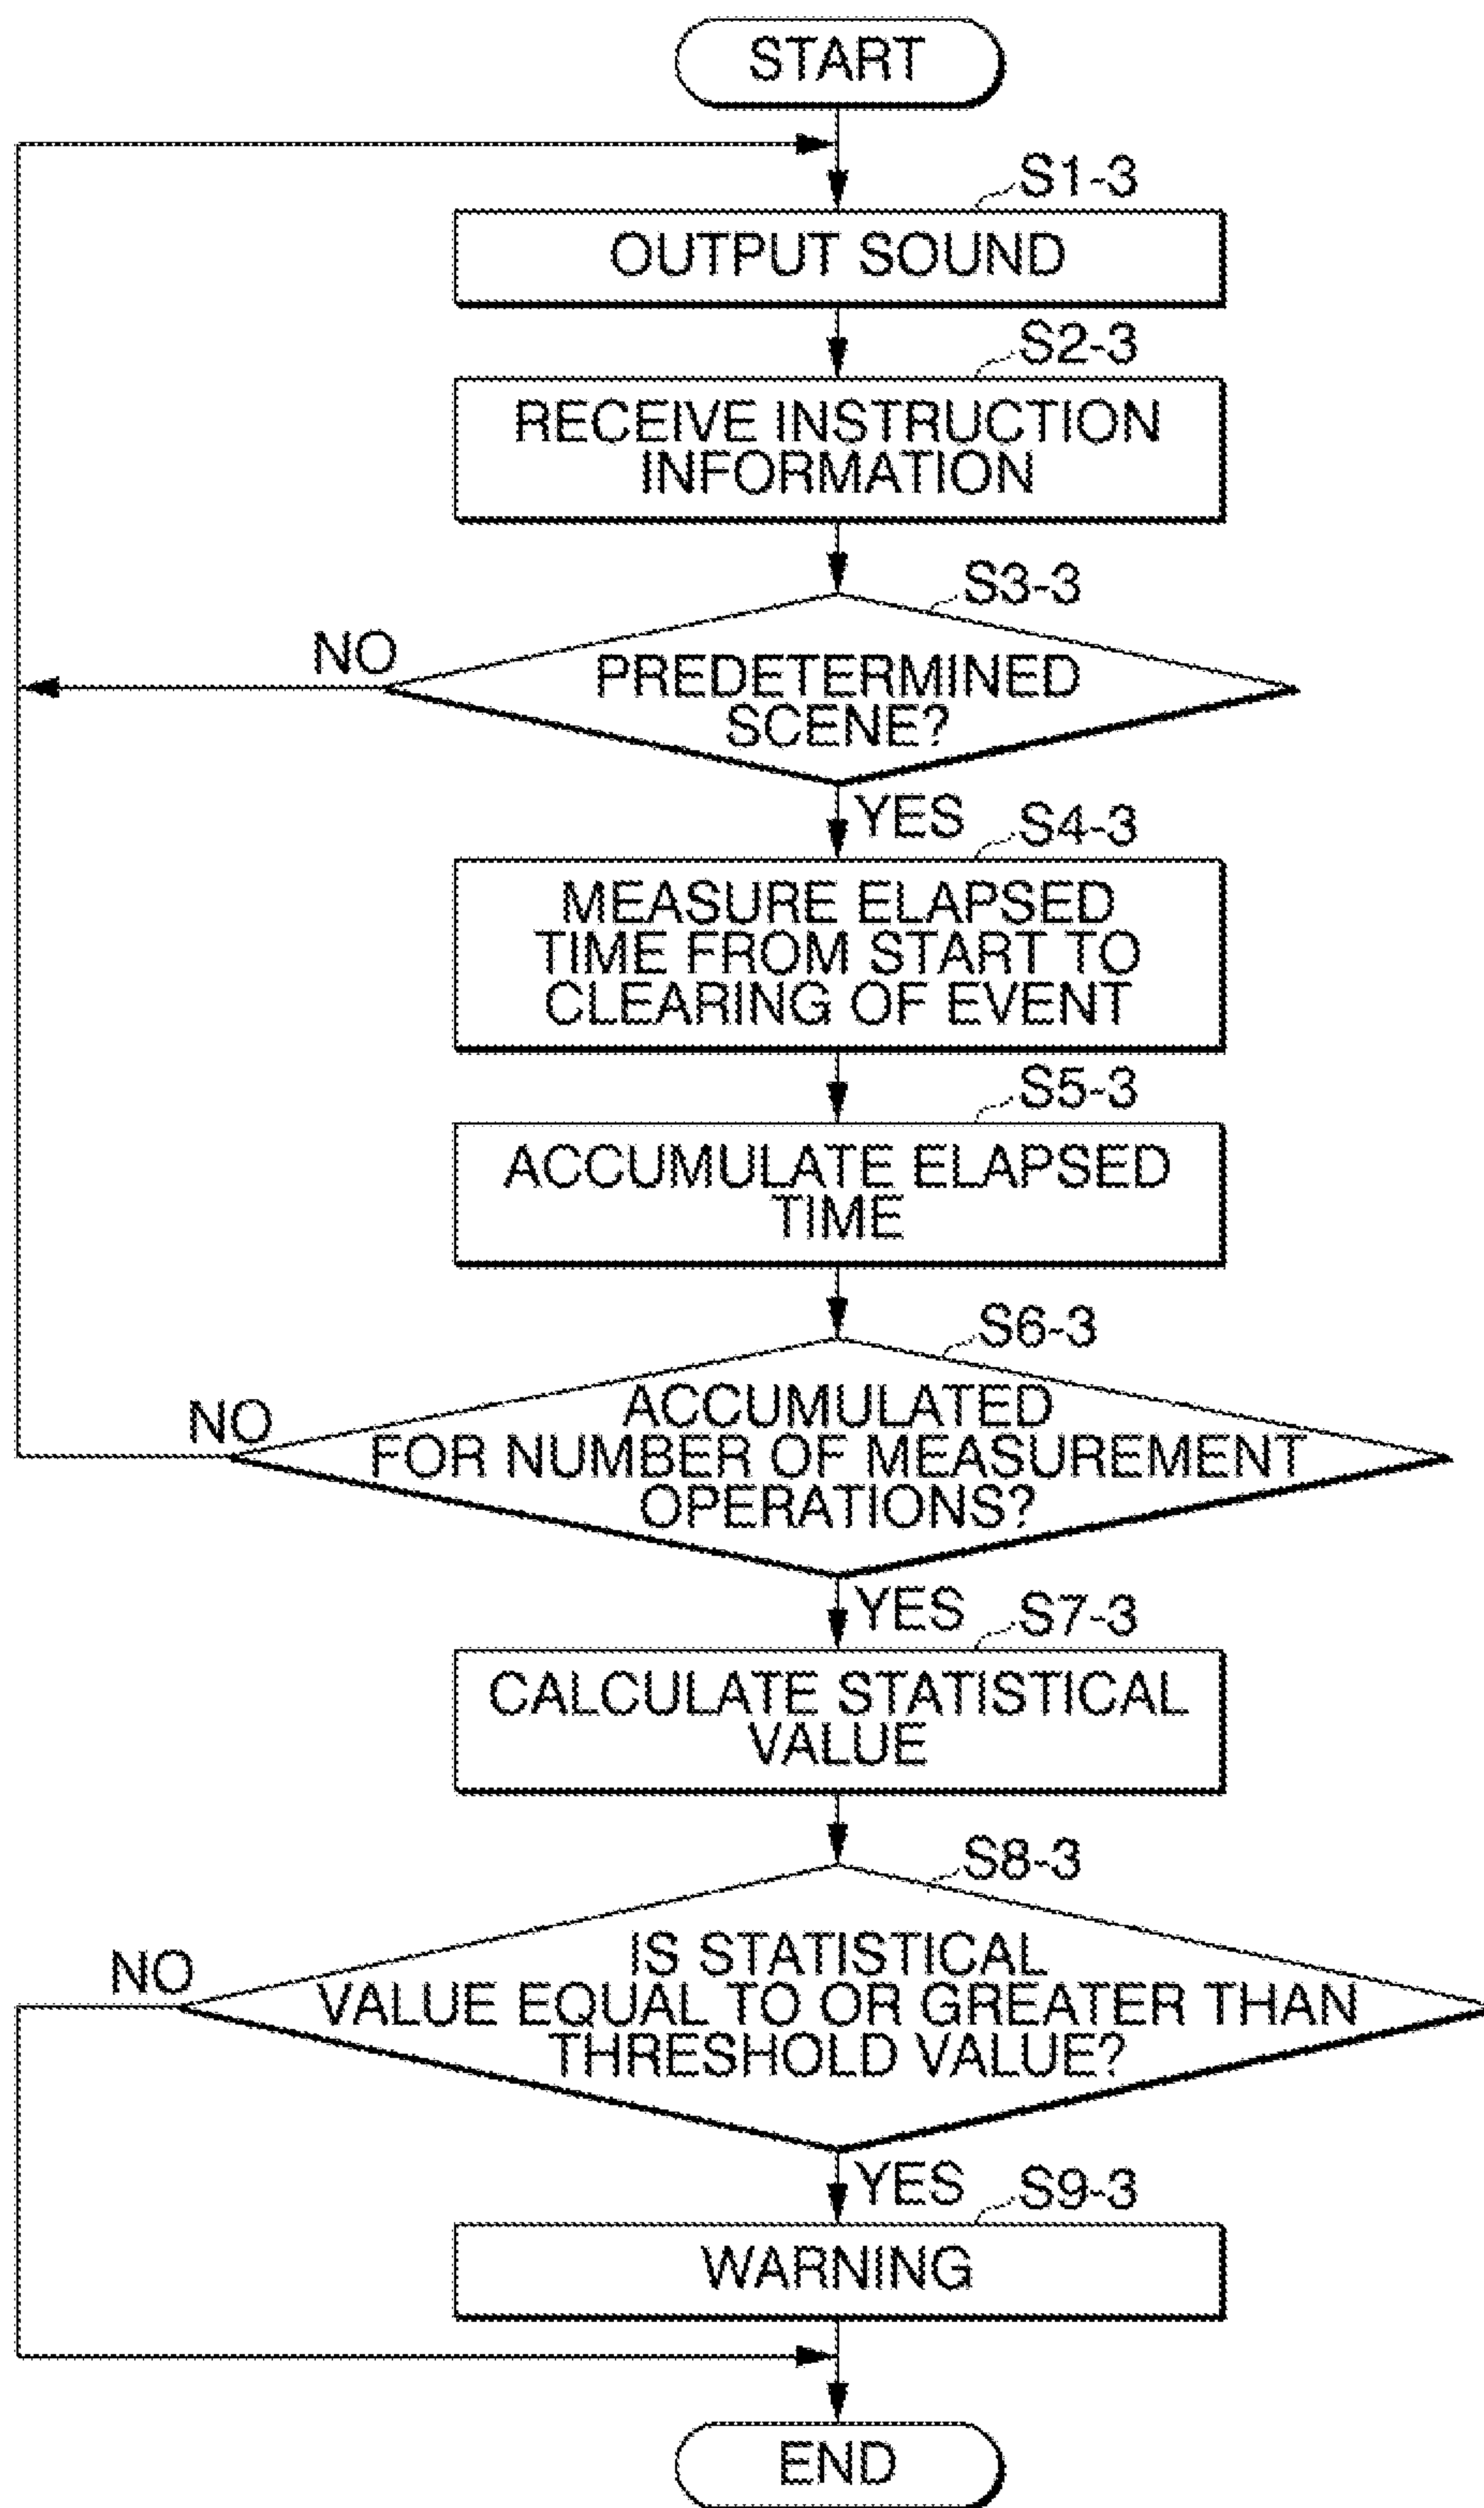 START
S1-3
OUTPUT SOUND
S2-3
RECEIVE INSTRUCTION
INFORMATION
S3-3
NO
PREDETERMINED
SCENE?
YES
S4-3
MEASURE ELAPSED
TIME FROM START TO
CLEARING OF EVENT
S5-3
ACCUMULATE ELAPSED
TIME
S6-3
NO
ACCUMULATED
FOR NUMBER OF MEASUREMENT
OPERATIONS?
YES
S7-3
CALCULATE STATISTICAL
VALUE
S8-3
NO
IS STATISTICAL
VALUE EQUAL TO OR GREATER THAN
THRESHOLD VALUE?
YES
S9-3
WARNING
END